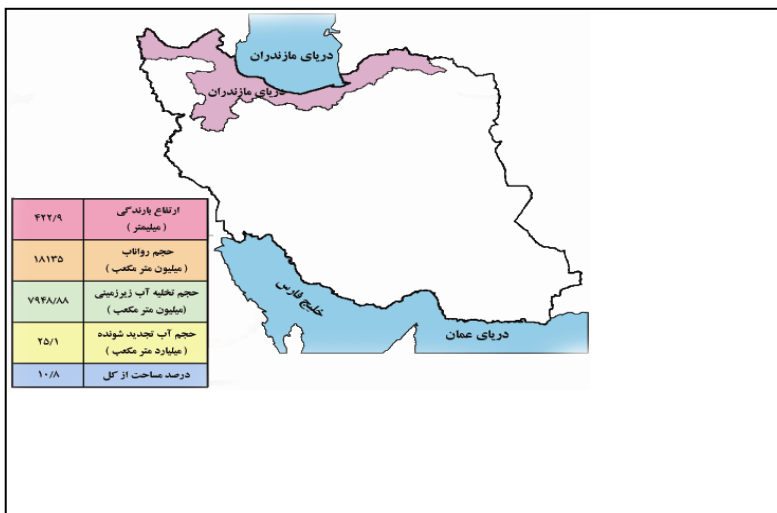 دریای مازندران
دریای مازندران
ارتفاع بارندگی
( میلیمتر )
۴۲۲/۹
حجم رواناب
( میلیون متر مکعب )
۱۸۱۳۵
حجم تخلیه آب زیرزمینی
(میلیون متر مکعب )
۷۹۴۸/۸۸
حجم آب تجدید شونده
( میلیارد متر مکعب )
۲۵/۱
درصد مساحت از کل
۱۰/۸
خلیج فارس
دریای عمان